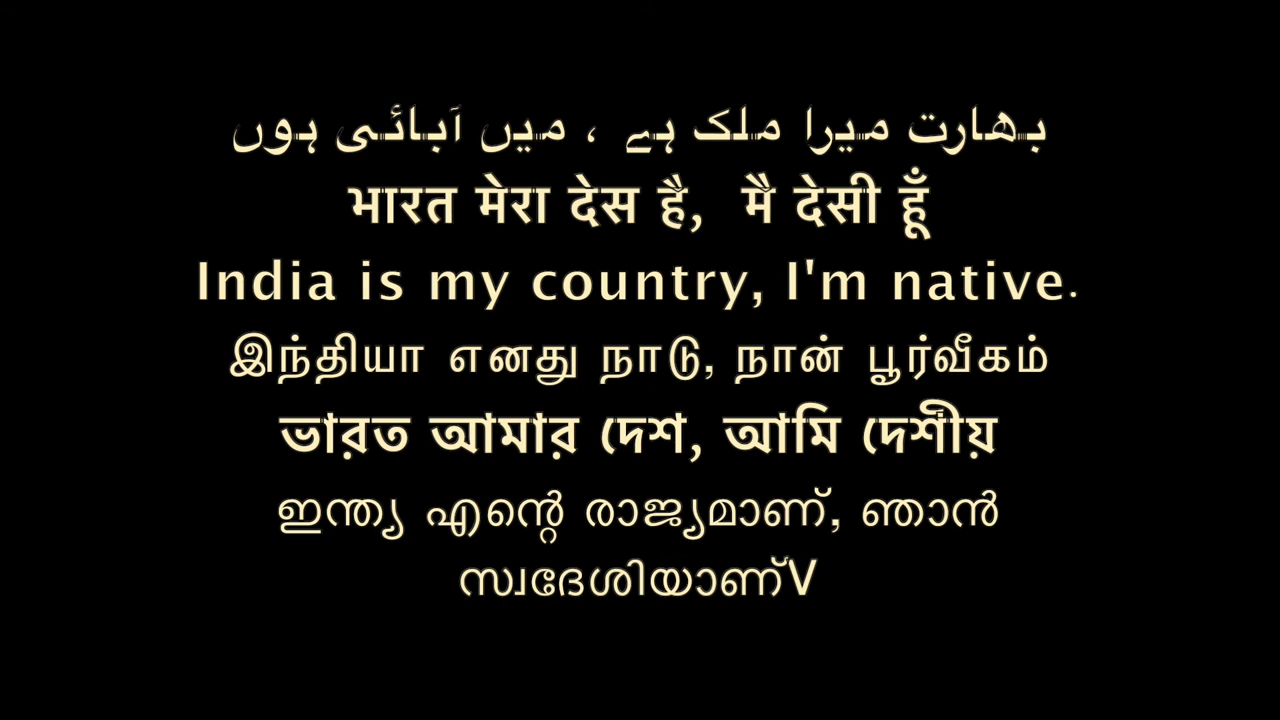 بھارت میرا ملک ہے ، میں آبائی ہوں
भारत मेरा देस है, मै देसी हूँ
India is my country, I'm native.
இந்தியா எனது நாடு, நான் பூர்வீகம்
ভারত আমার দেশ, আমি দেশীয়
ഇന്ത്യ എന്റെ രാജ്യമാണ്, ഞാൻ
സ്വദേശിയാണ്V